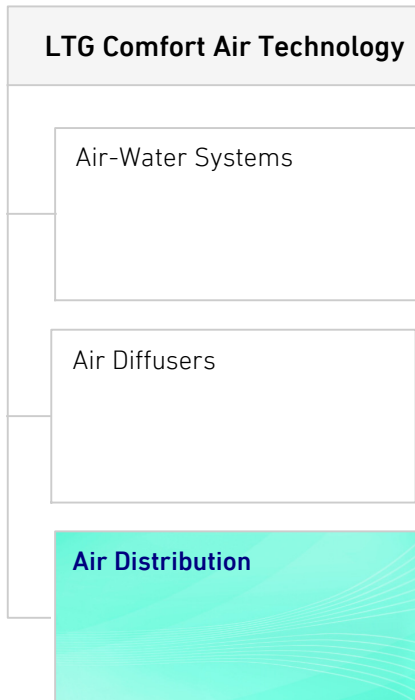 LTG Comfort Air Technology
Air-Water Systems
Air Diffusers
Air Distribution